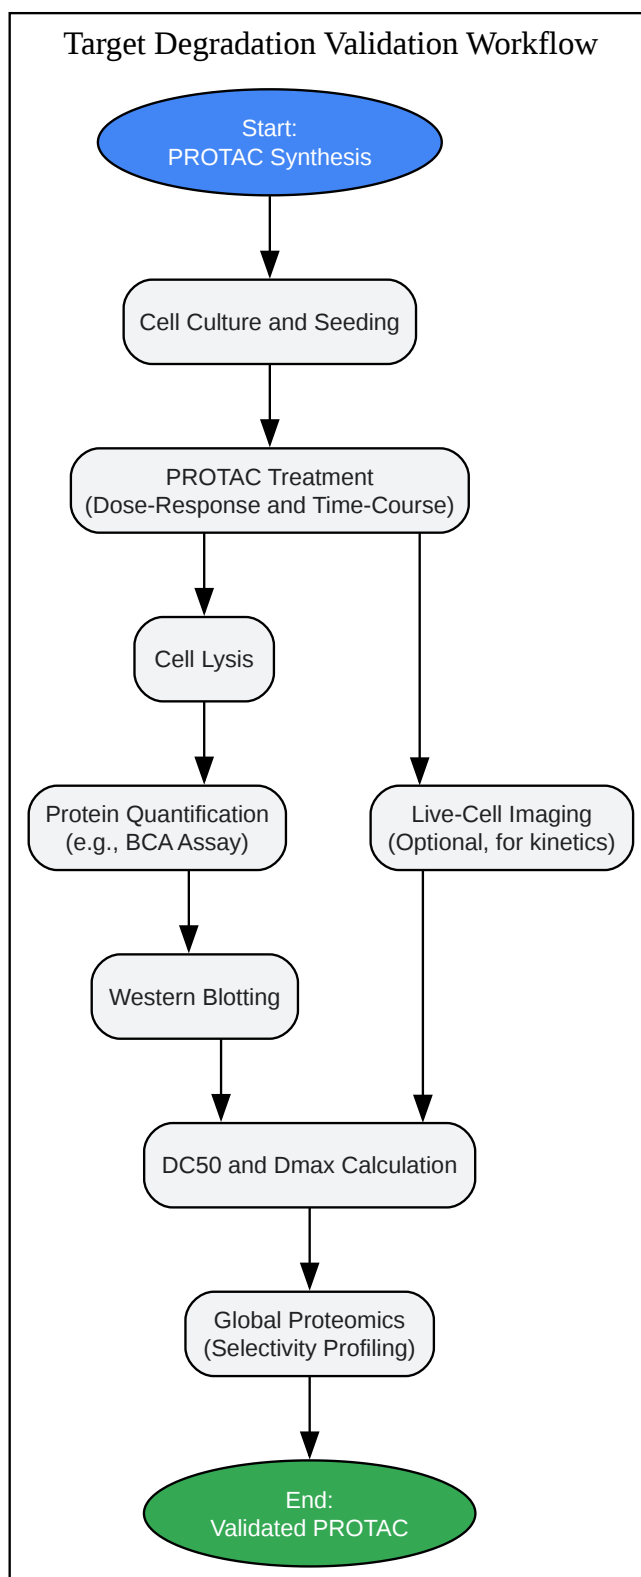 Target Degradation Validation Workflow
Start:
PROTAC Synthesis
Cell Culture and Seeding
PROTAC Treatment
(Dose-Response and Time-Course)
Cell Lysis
Protein Quantification
(e.g., BCA Assay)
Live-Cell Imaging
(Optional, for kinetics)
Western Blotting
DC50 and Dmax Calculation
Global Proteomics
(Selectivity Profiling)
End:
Validated PROTAC